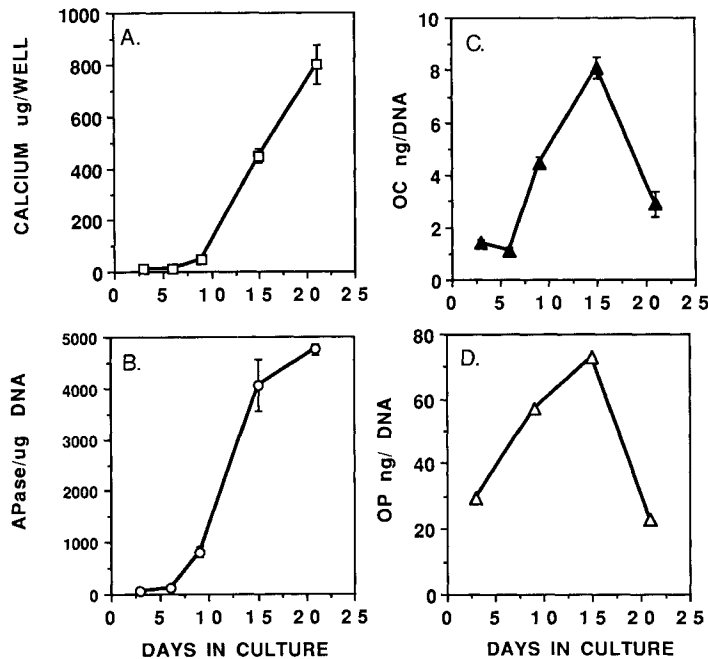 A.
CALCIUM ug/WELL
1000
800
600
400
200
0
0 5 10 15 20 25
C.
OC ng/DNA
10
8
6
4
2
0
0 5 10 15 20 25
B.
APase/ug DNA
5000
4000
3000
2000
1000
0
0 5 10 15 20 25
DAYS IN CULTURE
D.
OP ng/ DNA
80
60
40
20
0
0 5 10 15 20 25
DAYS IN CULTURE